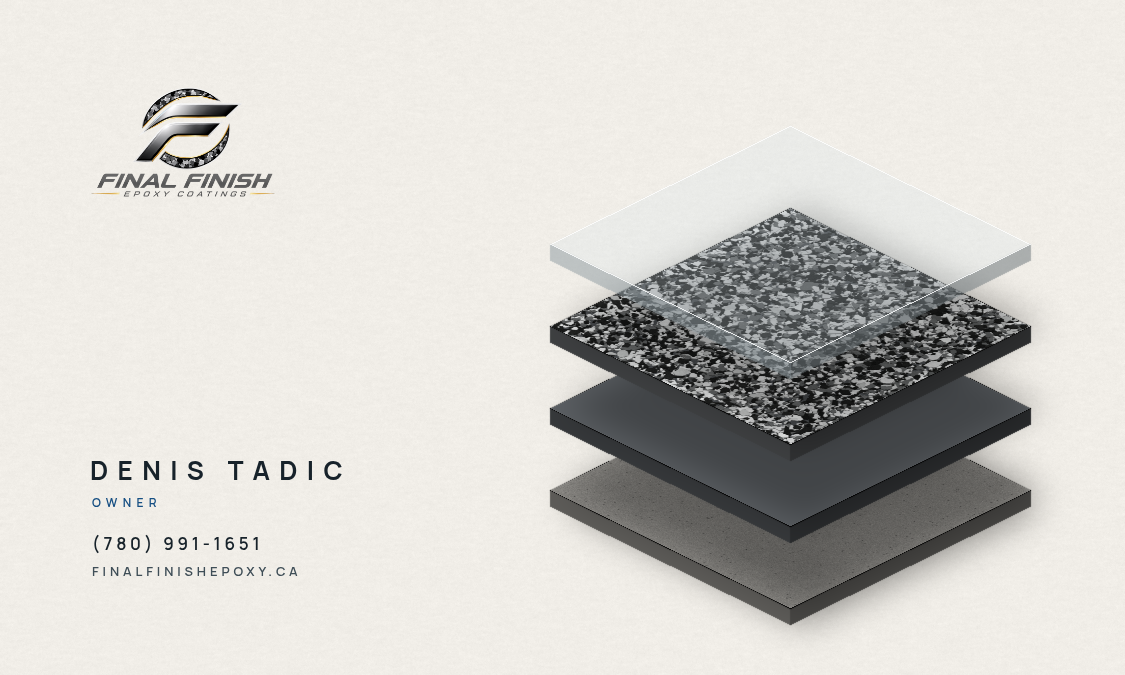 FINAL FINISH
EPOXY COATINGS
DENIS TADIC
OWNER
(780) 991-1651
FINALFINISHEPOXY.CA